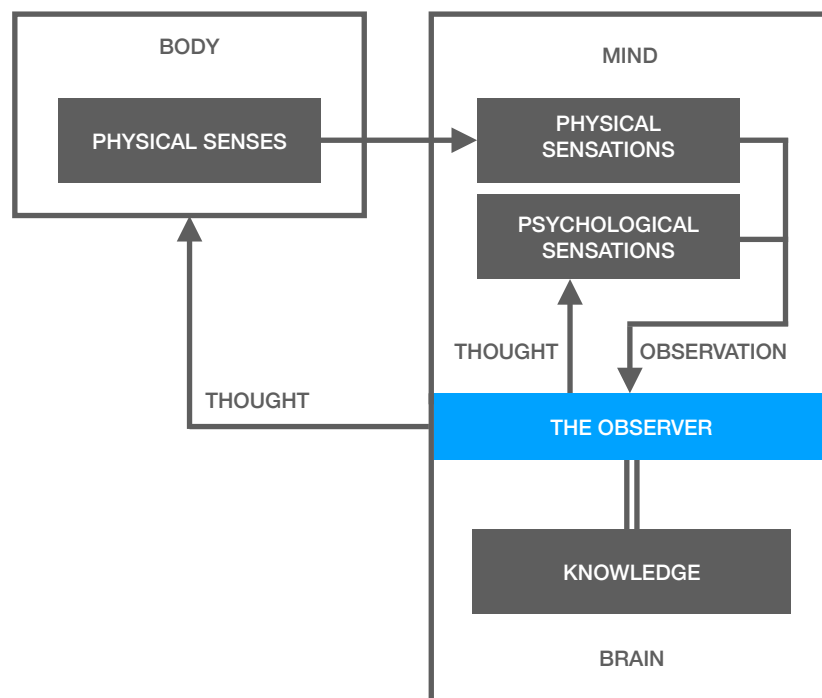 BODY
MIND
PHYSICAL SENSES
PHYSICAL
SENSATIONS
PSYCHOLOGICAL
SENSATIONS
THOUGHT
OBSERVATION
THOUGHT
THE OBSERVER
KNOWLEDGE
BRAIN